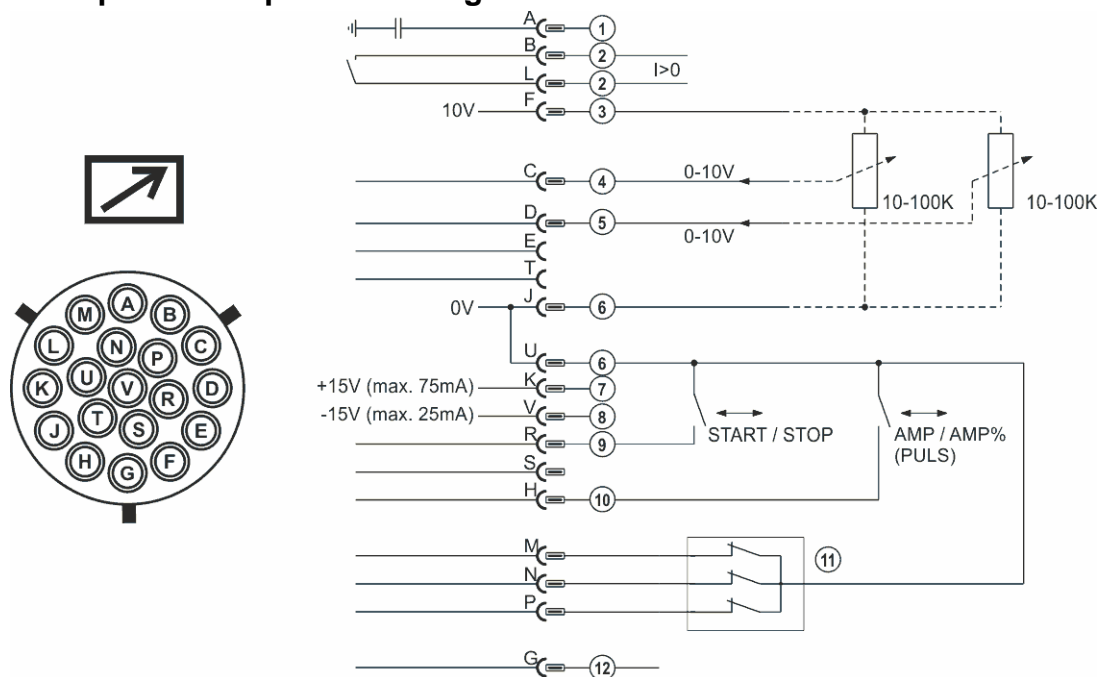 A 1
B 2
L 2 I>0
10V F 3
C 4 0-10V
10-100K 10-100K
D 5
0-10V
E
T
0V J 6
U 6
+15V (max. 75mA) K 7
-15V (max. 25mA) V 8
R 9 START / STOP AMP / AMP%
(PULS)
S
H 10
M 11
N
P
G 12
A
M B
L N P C
K U V R D
J T S E
H G F